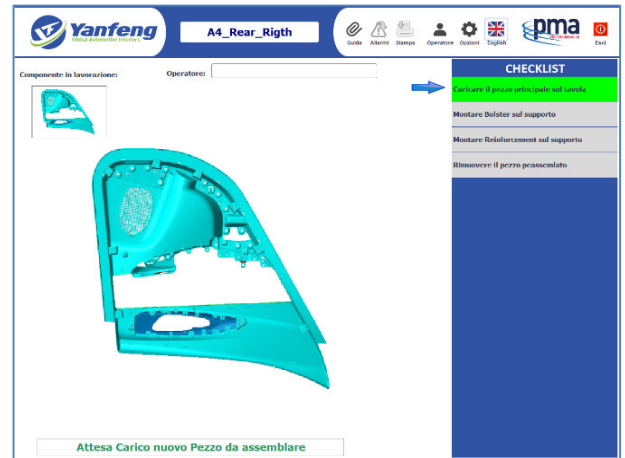 Yanfeng
Global Automotive Interiors
A4_Rear_Rigth
Guida
Allarmi
Stampa
Operatore
Opzioni
English
pma
Esci
Componente in lavorazione:
Operatore:
CHECKLIST
Caricare il pezzo principale sul tavola
Montare Bolster sul supporto
Montare Reinforcement sul supporto
Rimuovere il pezzo peassemlato
Attesa Carico nuovo Pezzo da assemblare